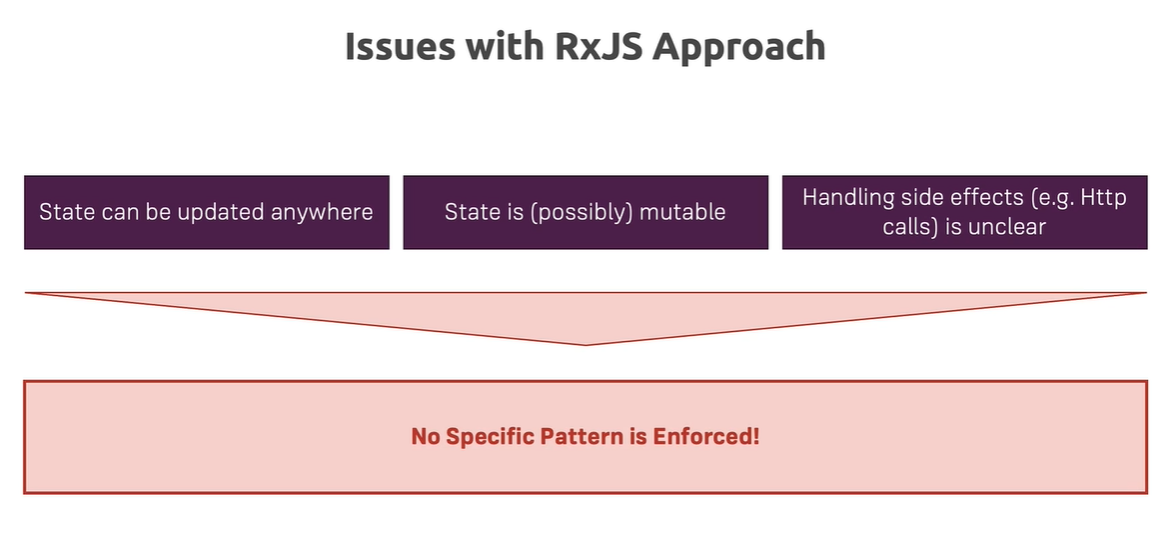 Issues with RxJS Approach
State can be updated anywhere
State is (possibly) mutable
Handling side effects (e.g. Http
calls) is unclear
No Specific Pattern is Enforced!